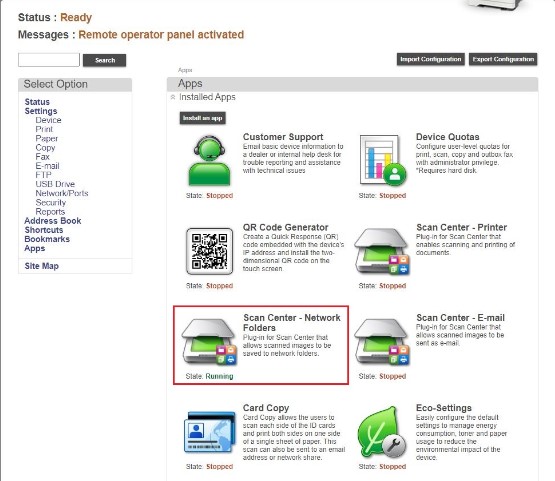 Status : Ready
Messages : Remote operator panel activated
Search
Import Configuration
Export Configuration
Select Option
Status
Settings
Device
Print
Paper
Copy
Fax
E-mail
FTP
USB Drive
Network/Ports
Security
Reports
Address Book
Shortcuts
Bookmarks
Apps
Site Map
Apps
Apps
Installed Apps
Install an app
Customer Support
Email basic device information to
a dealer or internal help desk for
trouble reporting and assistance
with technical issues
State: Stopped
Device Quotas
Configure user-level quotas for
print, scan, copy and outbox fax
with administrator privilege.
*Requires hard disk
State: Stopped
QR Code Generator
Create a Quick Response (QR)
code embedded with the device's
IP address and install the two-
dimensional QR code on the
touch screen.
State: Stopped
Scan Center - Printer
Plug-in for Scan Center that
enables scanning and printing of
documents.
State: Stopped
Scan Center - Network
Folders
Plug-in for Scan Center that
allows scanned images to be
saved to network folders.
State: Running
Scan Center - E-mail
Plug-in for Scan Center that
allows scanned images to be
sent as e-mail.
State: Stopped
Card Copy
Card Copy allows the users to
scan each side of the ID cards
and print both sides on one side
of a single sheet of paper. This
scan can also be sent to an email
address or network share.
State: Stopped
Eco-Settings
Easily configure the default
settings to manage energy
consumption, toner and paper
usage to reduce the
environmental impact of the
device.
State: Stopped